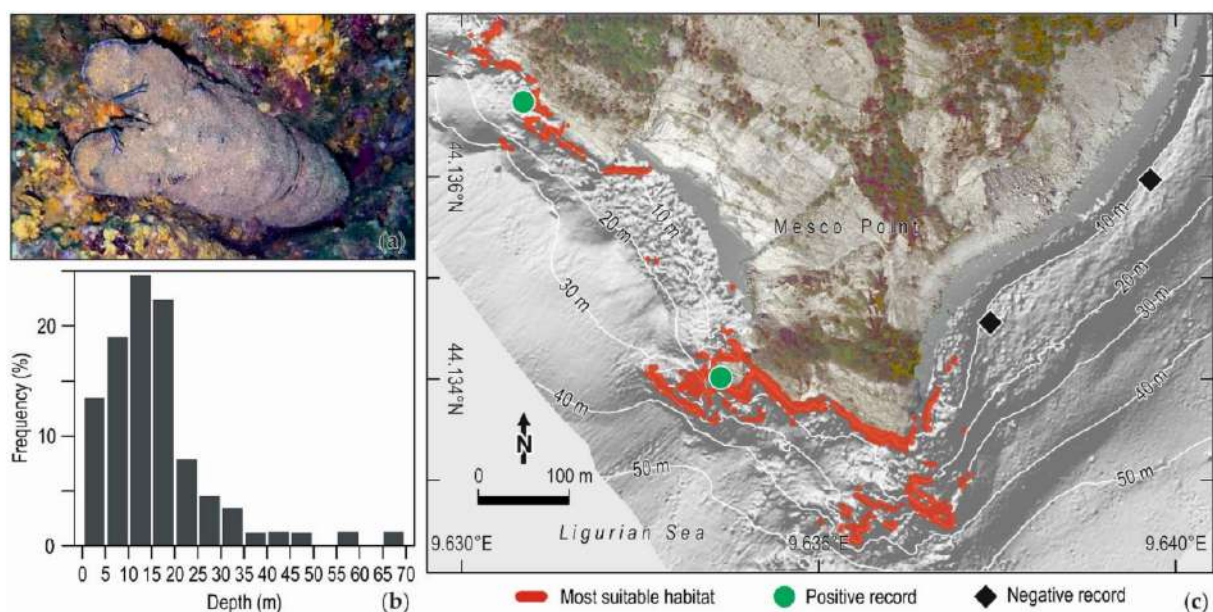 (a)
Frequency (%)
20
10
0
0 5 10 15 20 25 30 35 40 45 50 55 60 65 70
Depth (m)
(b)
44.136°N
44.134°N
10 m
20 m
30 m
40 m
50 m
Mesco Point
10 m
20 m
30 m
40 m
50 m
N
0 100 m
Ligurian Sea
9.630°E 9.635°E 9.640°E
Most suitable habitat Positive record Negative record (c)